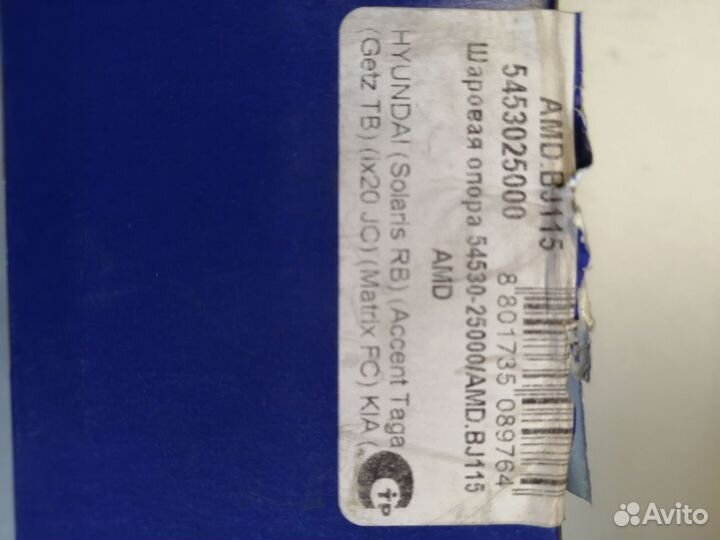 AMD.BJ115
5453025000
8 801735 089764
Шаровая опора 54530-25000/AMD.BJ115
AMD
HYUNDAI (Solaris RB) (Accent Taga
(Getz TB) (ix20 JC) (Matrix FC) KIA (
TP
Avito